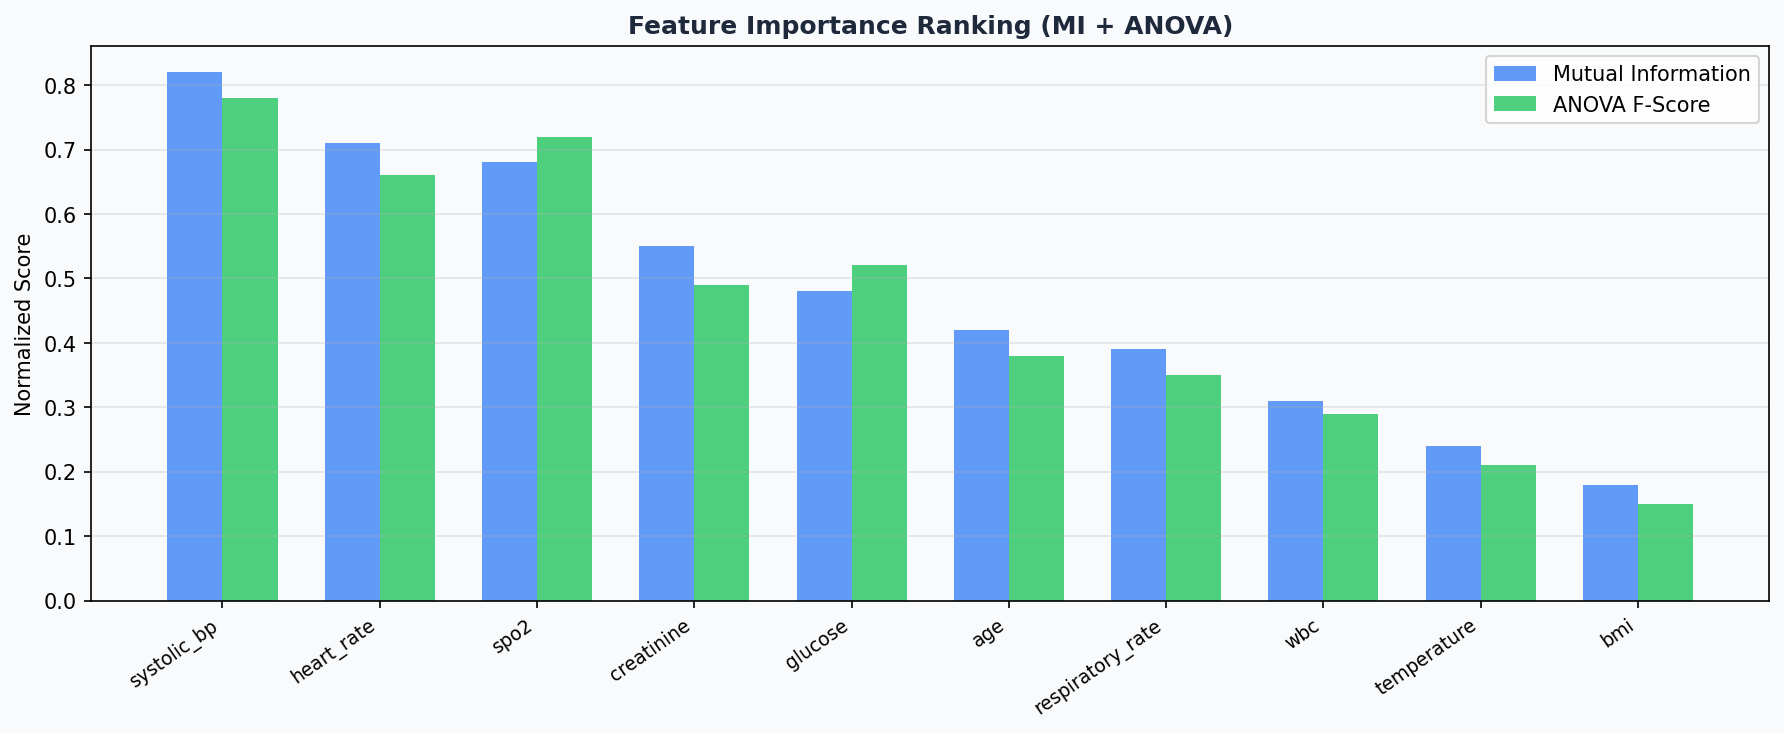 Feature Importance Ranking (MI + ANOVA)
Mutual Information
ANOVA F-Score
Normalized Score
0.8
0.7
0.6
0.5
0.4
0.3
0.2
0.1
0.0
systolic_bp
heart_rate
spo2
creatinine
glucose
age
respiratory_rate
wbc
temperature
bmi